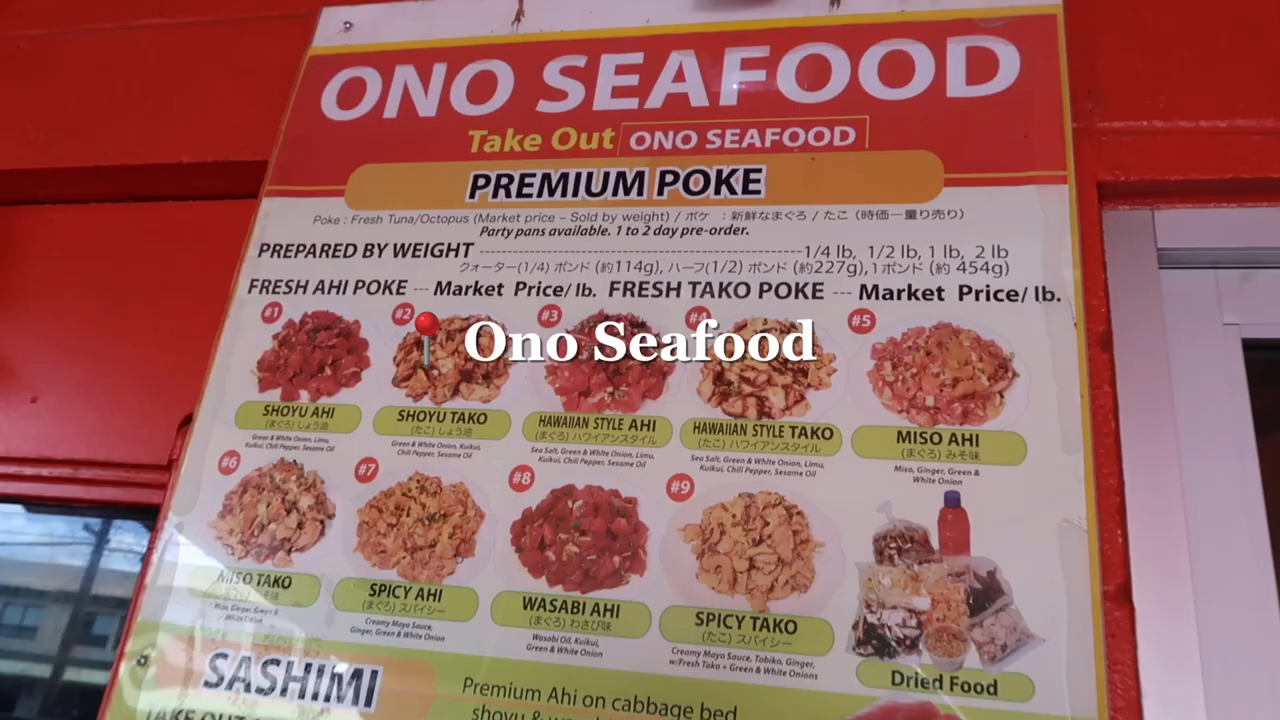 ONO SEAFOOD
Take Out ONO SEAFOOD
PREMIUM POKE
Poke : Fresh Tuna/Octopus (Market price – Sold by weight) / ポケ : 新鮮なまぐろ / たこ (時価ー量り売り)
Party pans available. 1 to 2 day pre-order.
PREPARED BY WEIGHT ---- 1/4 lb, 1/2 lb, 1 lb, 2 lb
クォーター(1/4) ポンド (約114g), ハーフ(1/2) ポンド (約227g), 1 ポンド (約 454g)
FRESH AHI POKE --- Market Price/ lb. FRESH TAKO POKE --- Market Price/ lb.
📍 Ono Seafood
#1
SHOYU AHI
(まぐろ) しょう油
Green & White Onion, Limu,
Kuikui, Chili Pepper, Sesame Oil
#2
SHOYU TAKO
(たこ) しょう油
Green & White Onion, Kuikui,
Chili Pepper, Sesame Oil
#3
HAWAIIAN STYLE AHI
(まぐろ) ハワイアンスタイル
Sea Salt, Green & White Onion, Limu,
Kuikui, Chili Pepper, Sesame Oil
#4
HAWAIIAN STYLE TAKO
(たこ) ハワイアンスタイル
Sea Salt, Green & White Onion, Limu,
Kuikui, Chili Pepper, Sesame Oil
#5
MISO AHI
(まぐろ) みそ味
Miso, Ginger, Green &
White Onion
#6
MISO TAKO
Miso, Ginger, Green &
White Onion
#7
SPICY AHI
(まぐろ) スパイシー
Creamy Mayo Sauce,
Ginger, Green & White Onion
#8
WASABI AHI
(まぐろ) わさび味
Wasabi Oil, Kuikui,
Green & White Onion
#9
SPICY TAKO
(たこ) スパイシー
Creamy Mayo Sauce, Tobiko, Ginger,
w/Fresh Tako + Green & White Onions
Dried Food
SASHIMI
TAKE OUT
Premium Ahi on cabbage bed
shoyu &